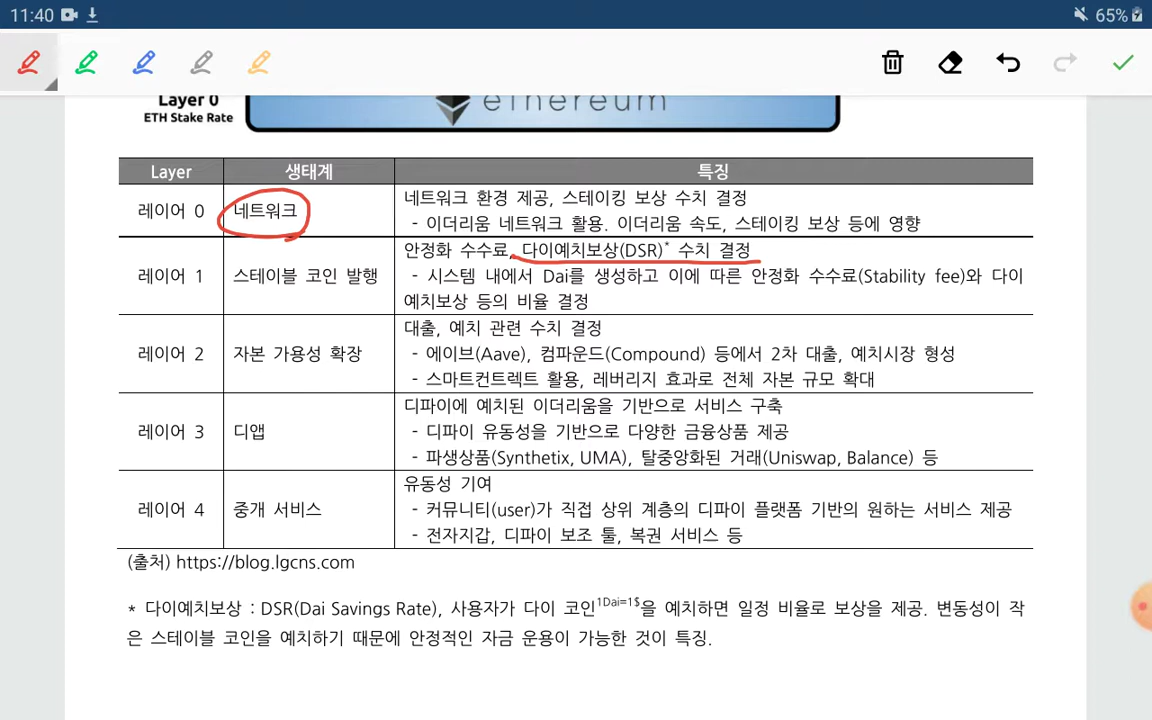 11:40
65%
Layer 0
ethereum
ETH Stake Rate
Layer 생태계 특징
레이어 0 네트워크 네트워크 환경 제공, 스테이킹 보상 수치 결정
- 이더리움 네트워크 활용. 이더리움 속도, 스테이킹 보상 등에 영향
레이어 1 스테이블 코인 발행 안정화 수수료, 다이예치보상(DSR)* 수치 결정
- 시스템 내에서 Dai를 생성하고 이에 따른 안정화 수수료(Stability fee)와 다이
예치보상 등의 비율 결정
레이어 2 자본 가용성 확장 대출, 예치 관련 수치 결정
- 에이브(Aave), 컴파운드(Compound) 등에서 2차 대출, 예치시장 형성
- 스마트컨트렉트 활용, 레버리지 효과로 전체 자본 규모 확대
레이어 3 디앱 디파이에 예치된 이더리움을 기반으로 서비스 구축
- 디파이 유동성을 기반으로 다양한 금융상품 제공
- 파생상품(Synthetix, UMA), 탈중앙화된 거래(Uniswap, Balance) 등
레이어 4 중개 서비스 유동성 기여
- 커뮤니티(user)가 직접 상위 계층의 디파이 플랫폼 기반의 원하는 서비스 제공
- 전자지갑, 디파이 보조 툴, 복권 서비스 등
(출처) https://blog.lgcns.com
* 다이예치보상 : DSR(Dai Savings Rate), 사용자가 다이 코인1Dai=1$을 예치하면 일정 비율로 보상을 제공. 변동성이 작
은 스테이블 코인을 예치하기 때문에 안정적인 자금 운용이 가능한 것이 특징.